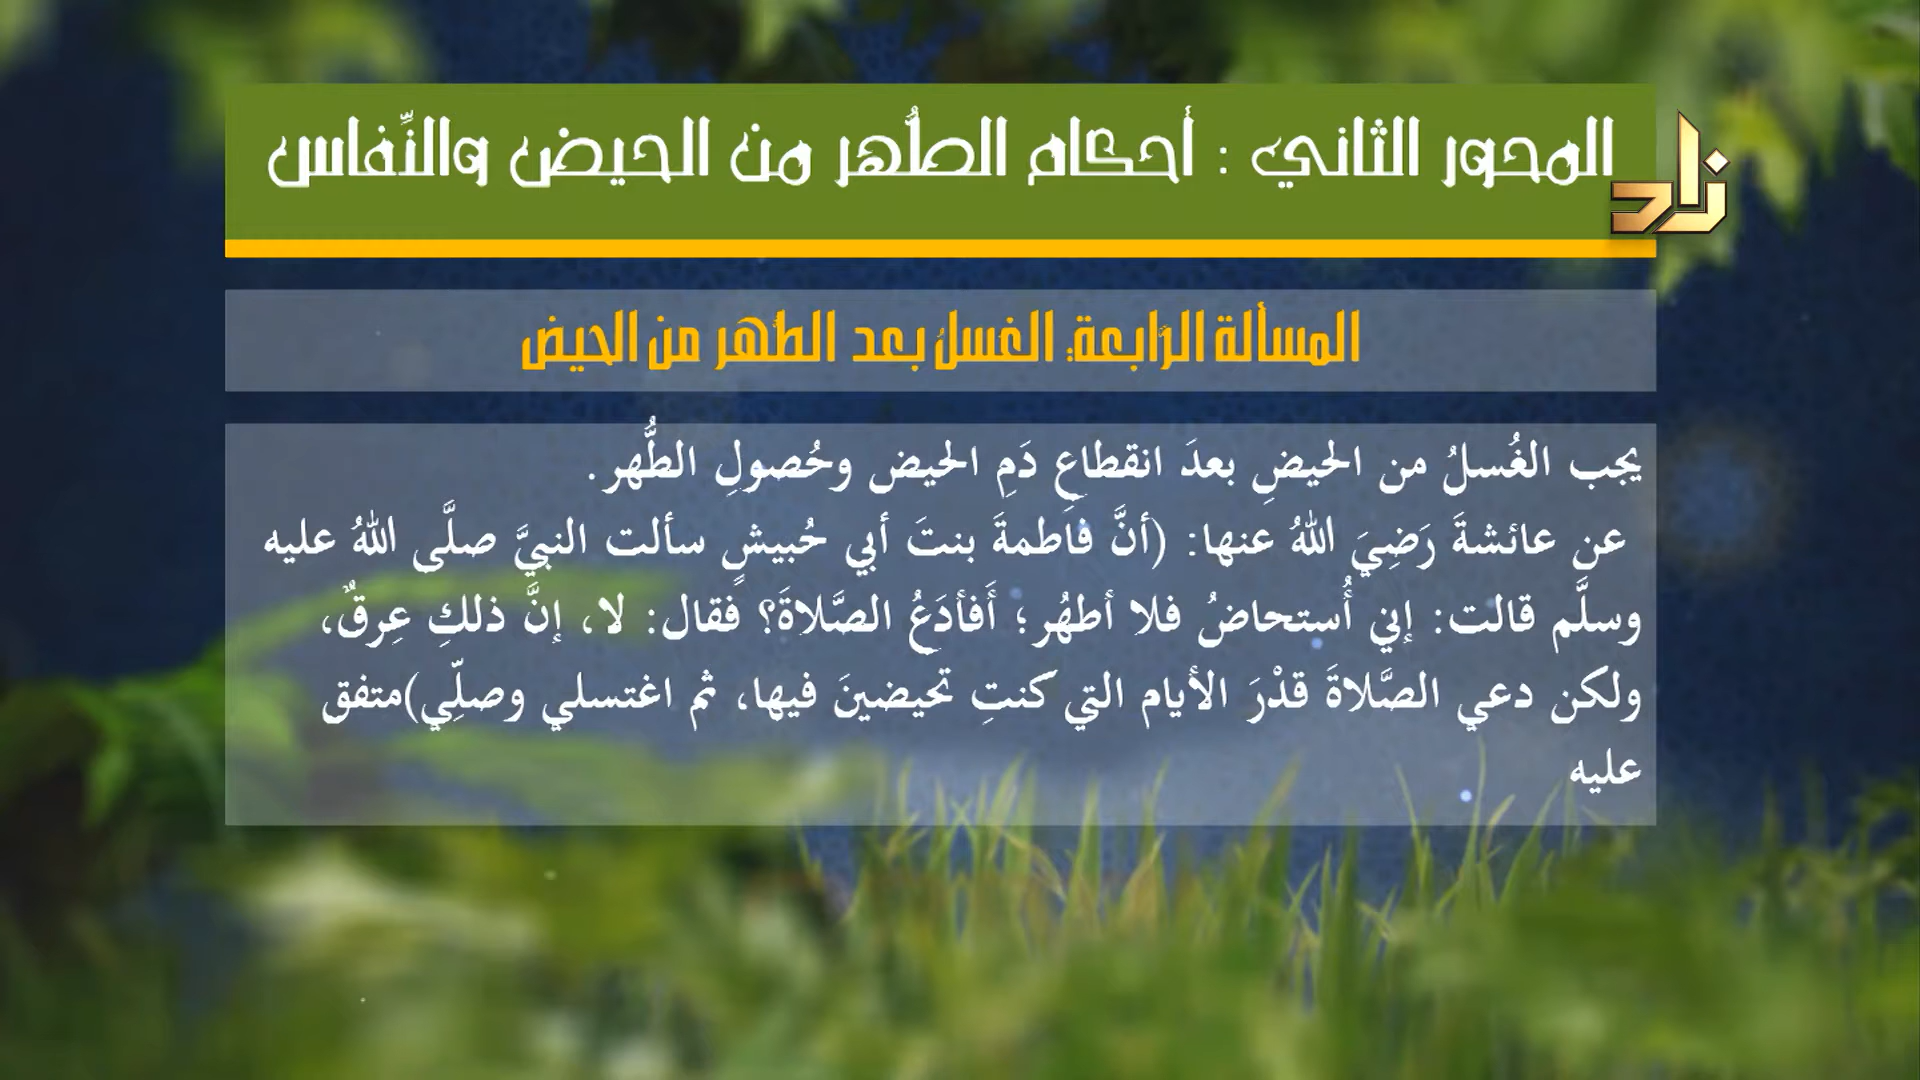 المحور الثاني : أحكام الطُهر من الحيض والنِّفاس
زاد
المسألة الرَّابعة: الغسلُ بعد الطُهر من الحيض
يجب الغُسلُ من الحيضِ بعدَ انقطاعِ دَمِ الحيض وحُصولِ الطُّهر.
عن عائشةَ رَضِيَ اللهُ عنها: (أنَّ فاطمةَ بنتَ أبي حُبيشٍ سألت النبيَّ صلَّى اللهُ عليه
وسلَّم قالت: إني أُستحاضُ فلا أطهُر؛ أَفأدَعُ الصَّلاةَ؟ فقال: لا، إنَّ ذلكِ عِرقٌ،
ولكن دعي الصَّلاةَ قدْرَ الأيام التي كنتِ تحيضينَ فيها، ثم اغتسلي وصلِّي)متفق
عليه